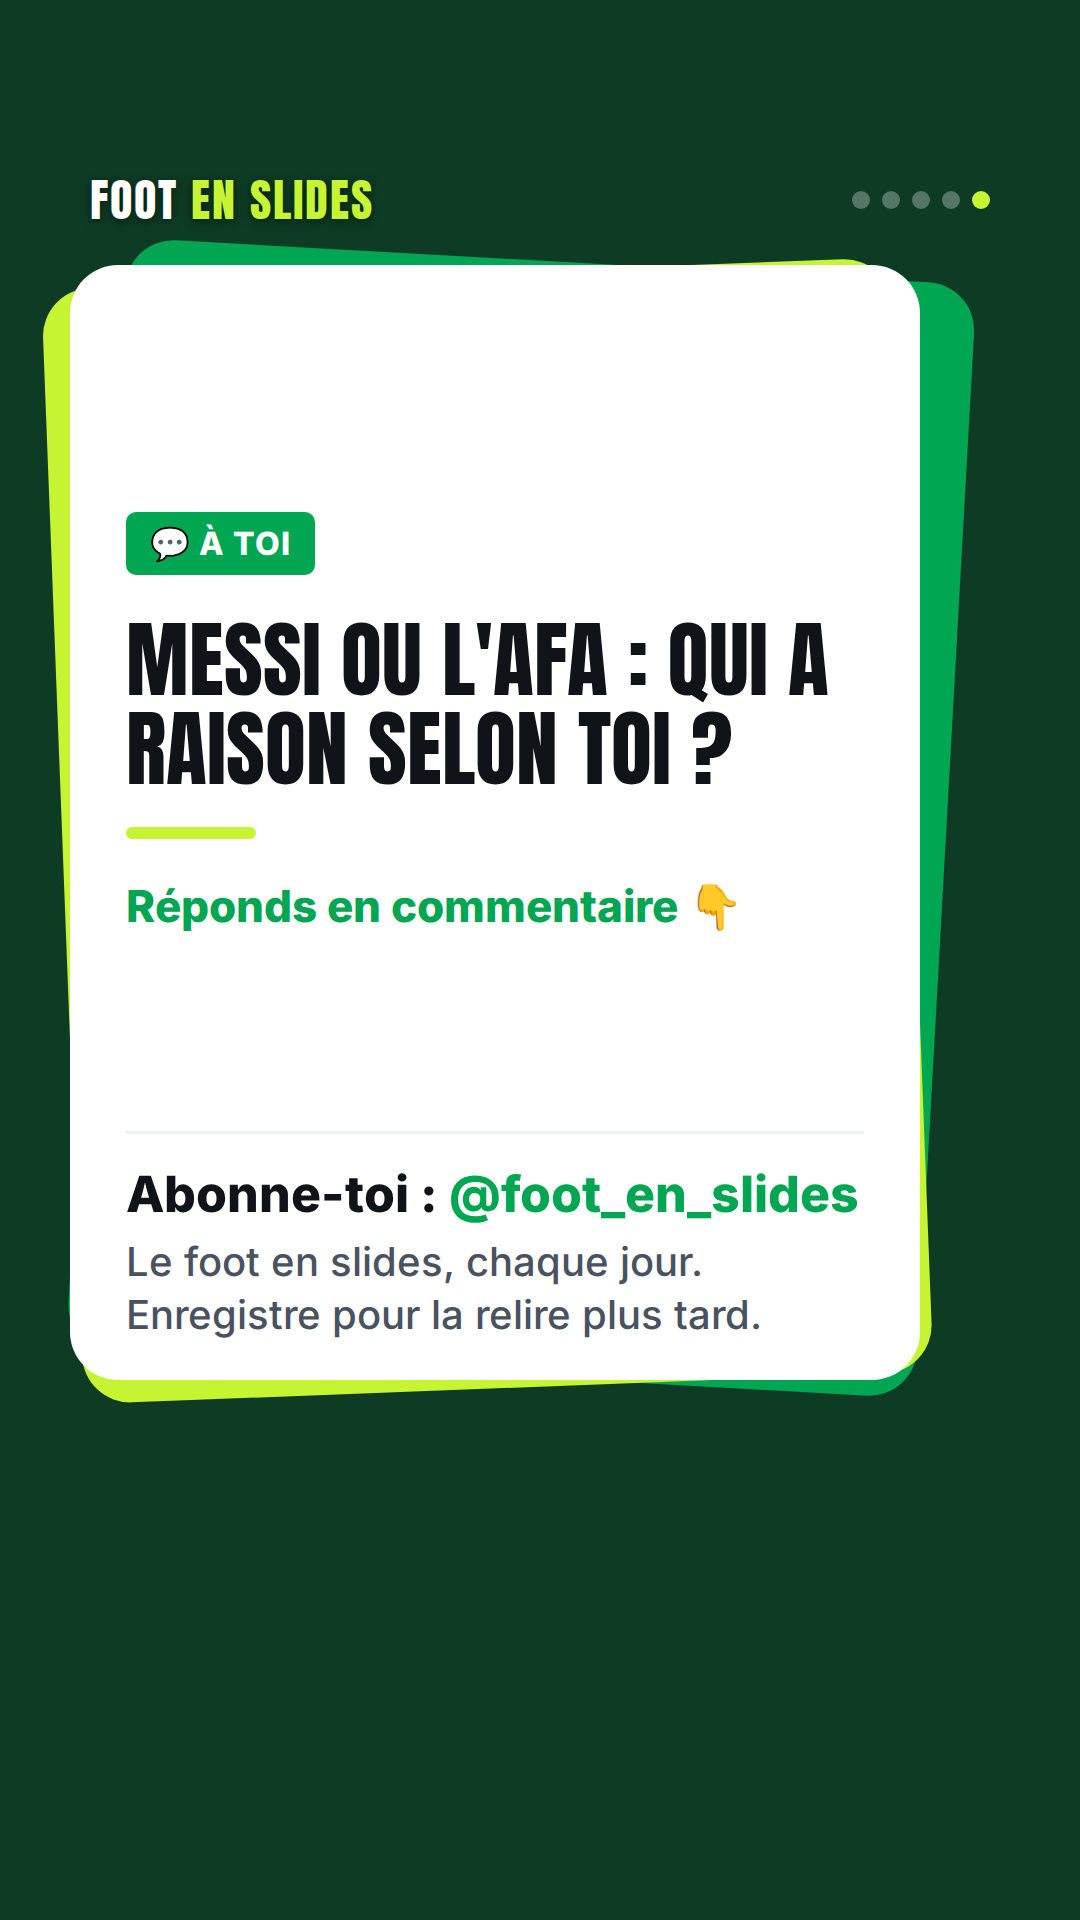 FOOT EN SLIDES
💬 À TOI
MESSI OU L'AFA : QUI A
RAISON SELON TOI ?
Réponds en commentaire 👇
Abonne-toi : @foot_en_slides
Le foot en slides, chaque jour.
Enregistre pour la relire plus tard.